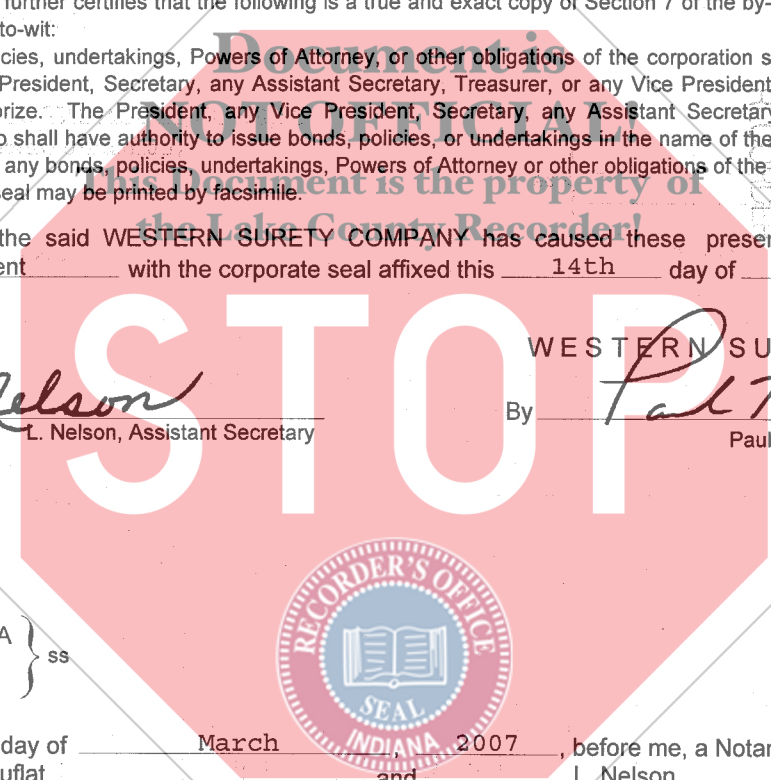 further certifies that the following is a true and exact copy of Section 7 of the by-
to-wit:
cies, undertakings, Powers of Attorney, or other obligations of the corporation s
President, Secretary, any Assistant Secretary, Treasurer, or any Vice President
orize. The President, any Vice President, Secretary, any Assistant Secretary
o shall have authority to issue bonds, policies, or undertakings in the name of the
any bonds, policies, undertakings, Powers of Attorney or other obligations of the
seal may be printed by facsimile.
Document is
NOT OFFICIAL!
This Document is the property of
the Lake County Recorder!
the said WESTERN SURETY COMPANY has caused these preser
ent with the corporate seal affixed this 14th day of
STOP
WESTERN SU
elson
By Paul
L. Nelson, Assistant Secretary
Paul
RECORDER'S OFFICE
SEAL
INDIANA
A } ss
day of March, 2007, before me, a Notar
uflat and L. Nelson